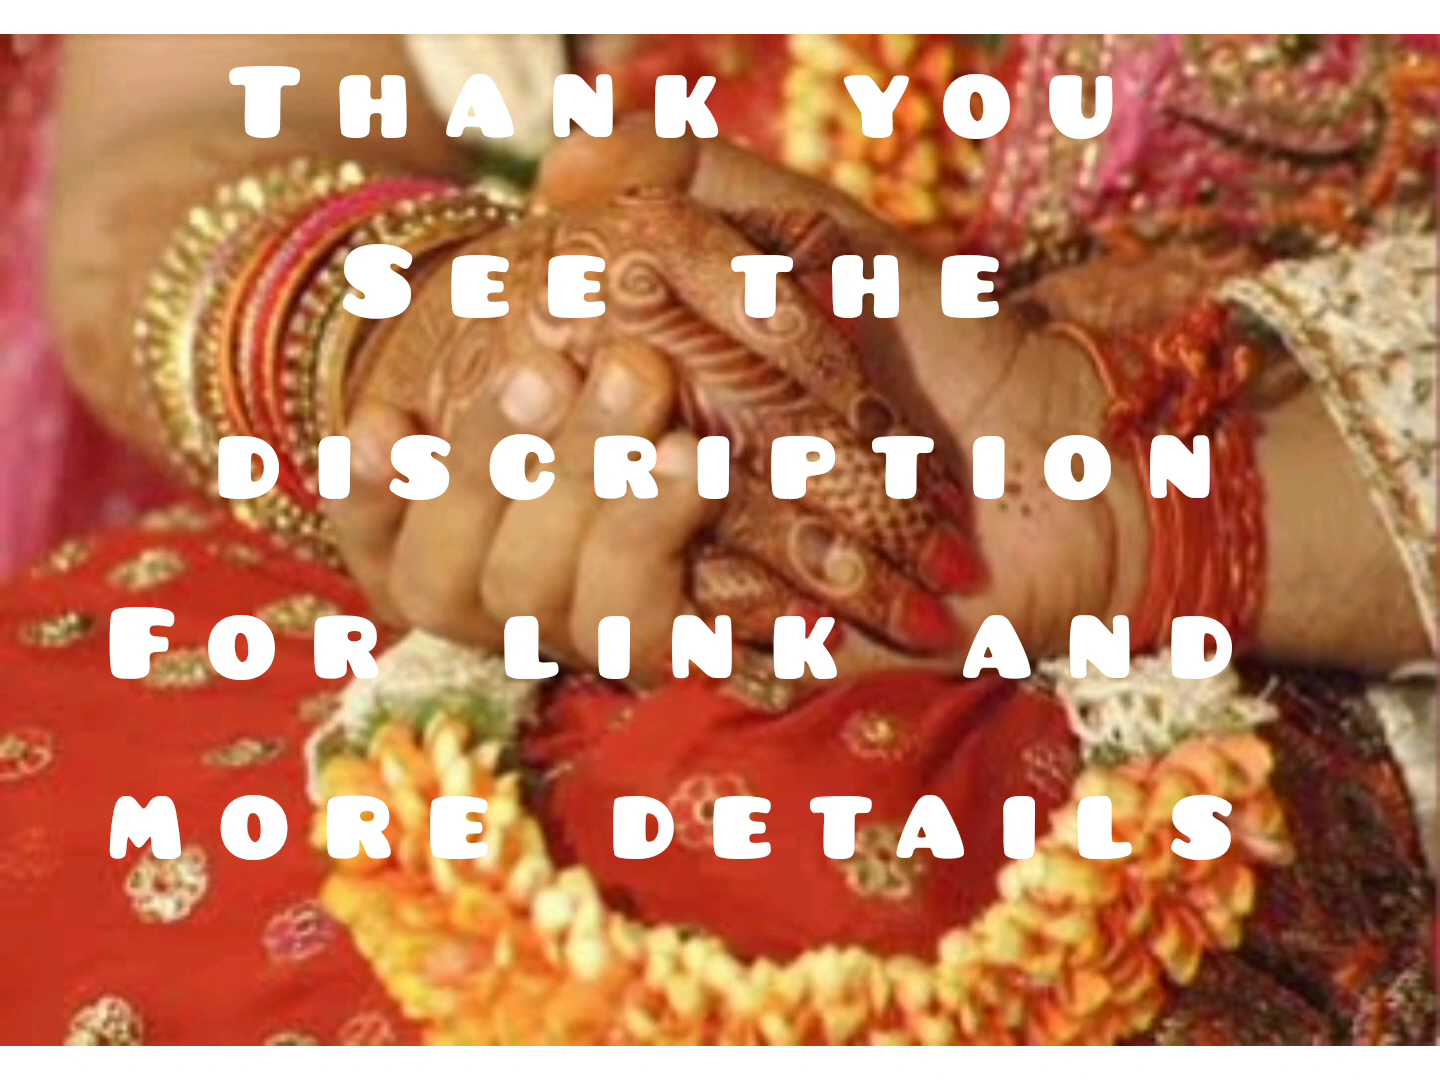 Thank you
See the
discription
For link and
more details